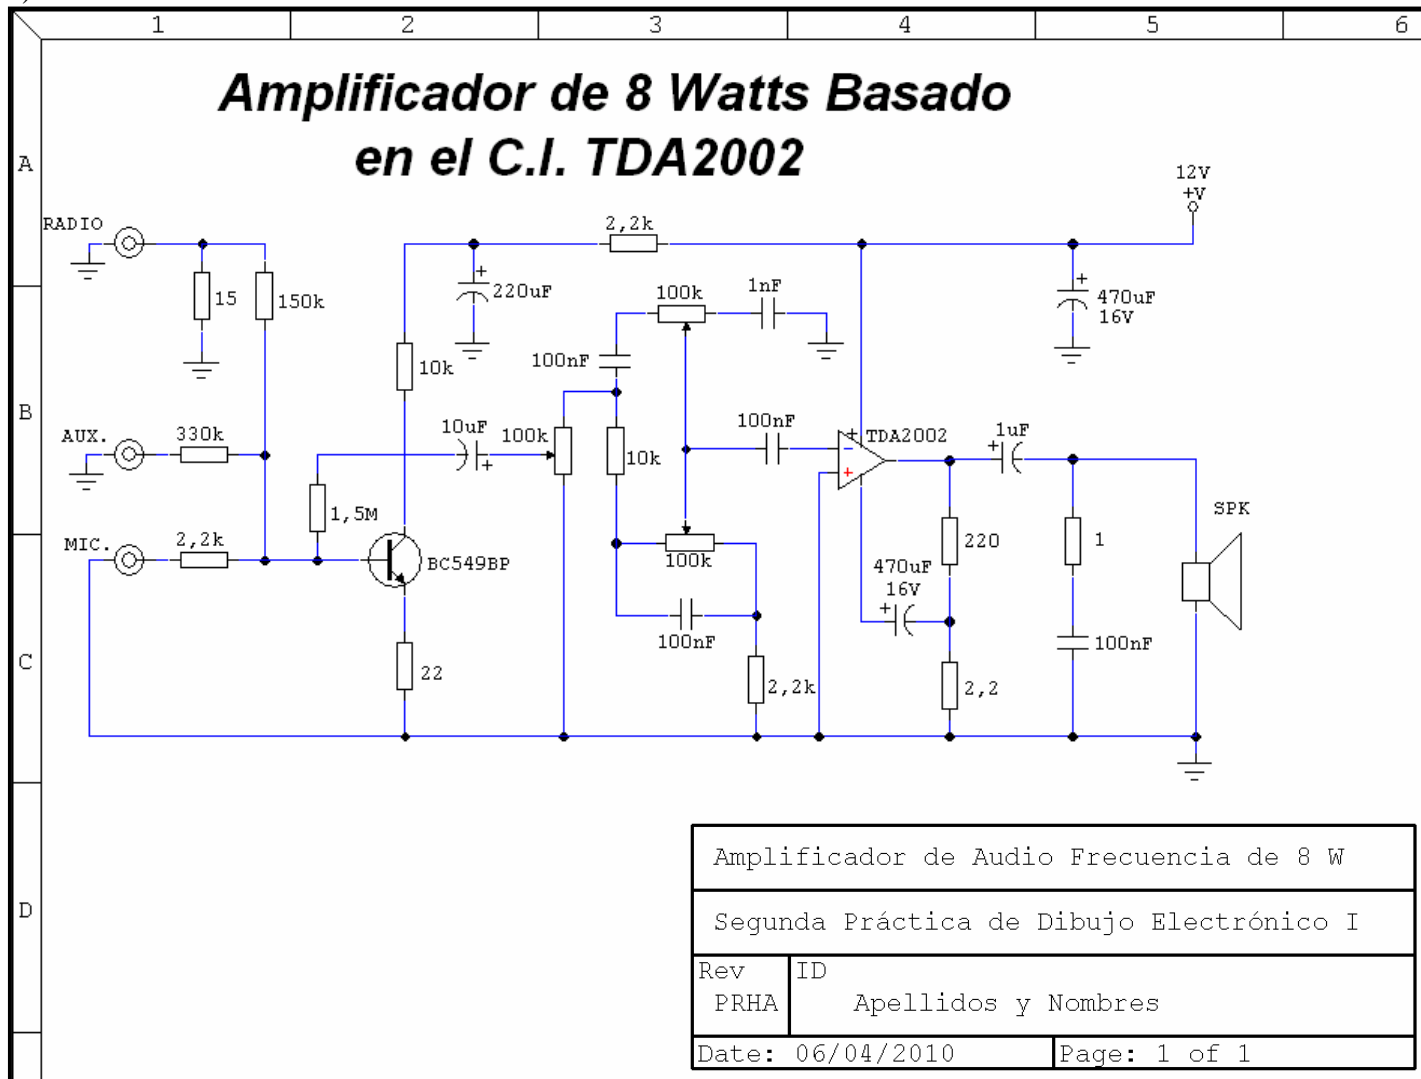 1 2 3 4 5 6
Amplificador de 8 Watts Basado
en el C.I. TDA2002
A
B
C
D
12V
+V
RADIO
2,2k
15
150k
220uF
100k
1nF
470uF
16V
10k
100nF
AUX.
330k
10uF
100k
10k
100nF
TDA2002
1uF
1,5M
MIC.
2,2k
BC549BP
100k
220
1
SPK
470uF
16V
100nF
100nF
22
2,2k
2,2
Amplificador de Audio Frecuencia de 8 W
Segunda Práctica de Dibujo Electrónico I
Rev
PRHA
ID
Apellidos y Nombres
Date: 06/04/2010
Page: 1 of 1